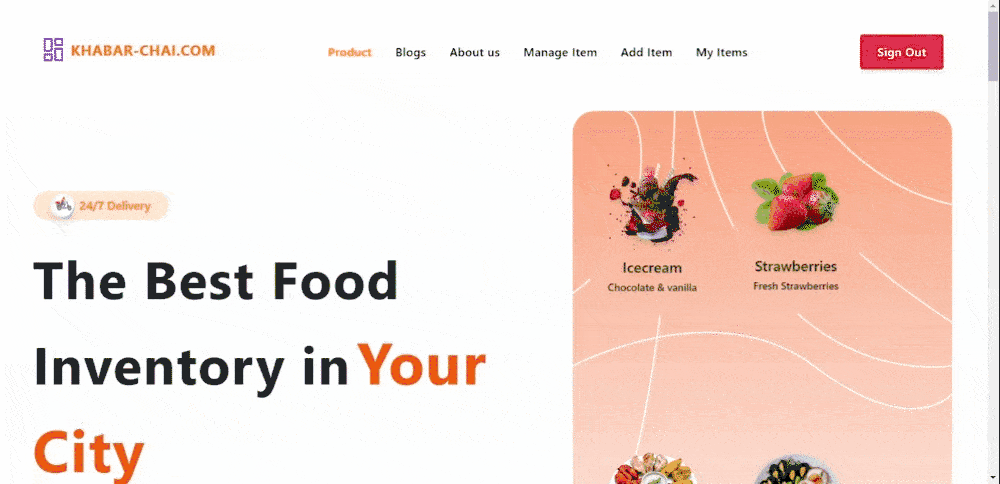 KHABAR-CHAI.COM
Product Blogs About us Manage Item Add Item My Items
Sign Out
24/7 Delivery
The Best Food
Inventory in Your
City
Icecream
Chocolate & vanilla
Strawberries
Fresh Strawberries